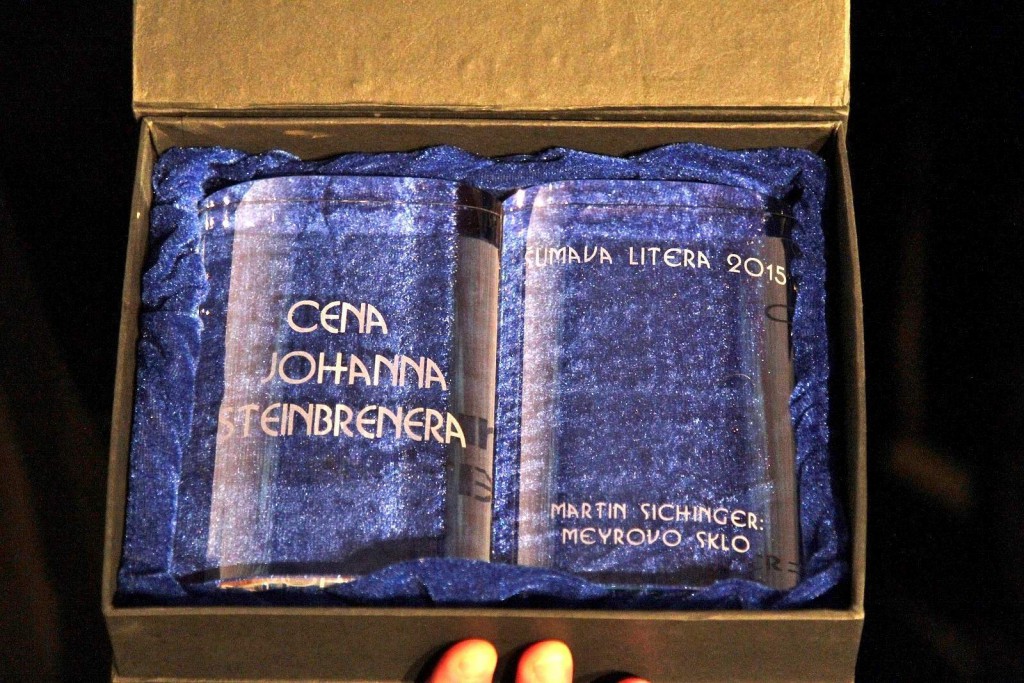 CENA
JOHANNA
STEINBRENERA
ŠUMAVA LITERA 2015
MARTIN SICHINGER:
MEYROVO SKLO